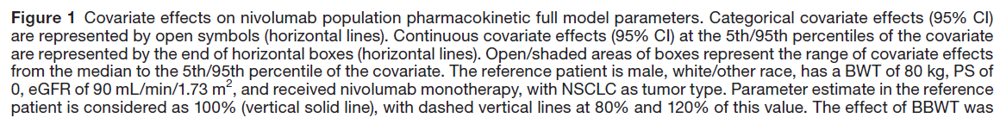 Figure 1 Covariate effects on nivolumab population pharmacokinetic full model parameters. Categorical covariate effects (95% CI)
are represented by open symbols (horizontal lines). Continuous covariate effects (95% CI) at the 5th/95th percentiles of the covariate
are represented by the end of horizontal boxes (horizontal lines). Open/shaded areas of boxes represent the range of covariate effects
from the median to the 5th/95th percentile of the covariate. The reference patient is male, white/other race, has a BWT of 80 kg, PS of
0, eGFR of 90 mL/min/1.73 m², and received nivolumab monotherapy, with NSCLC as tumor type. Parameter estimate in the reference
patient is considered as 100% (vertical solid line), with dashed vertical lines at 80% and 120% of this value. The effect of BBWT was